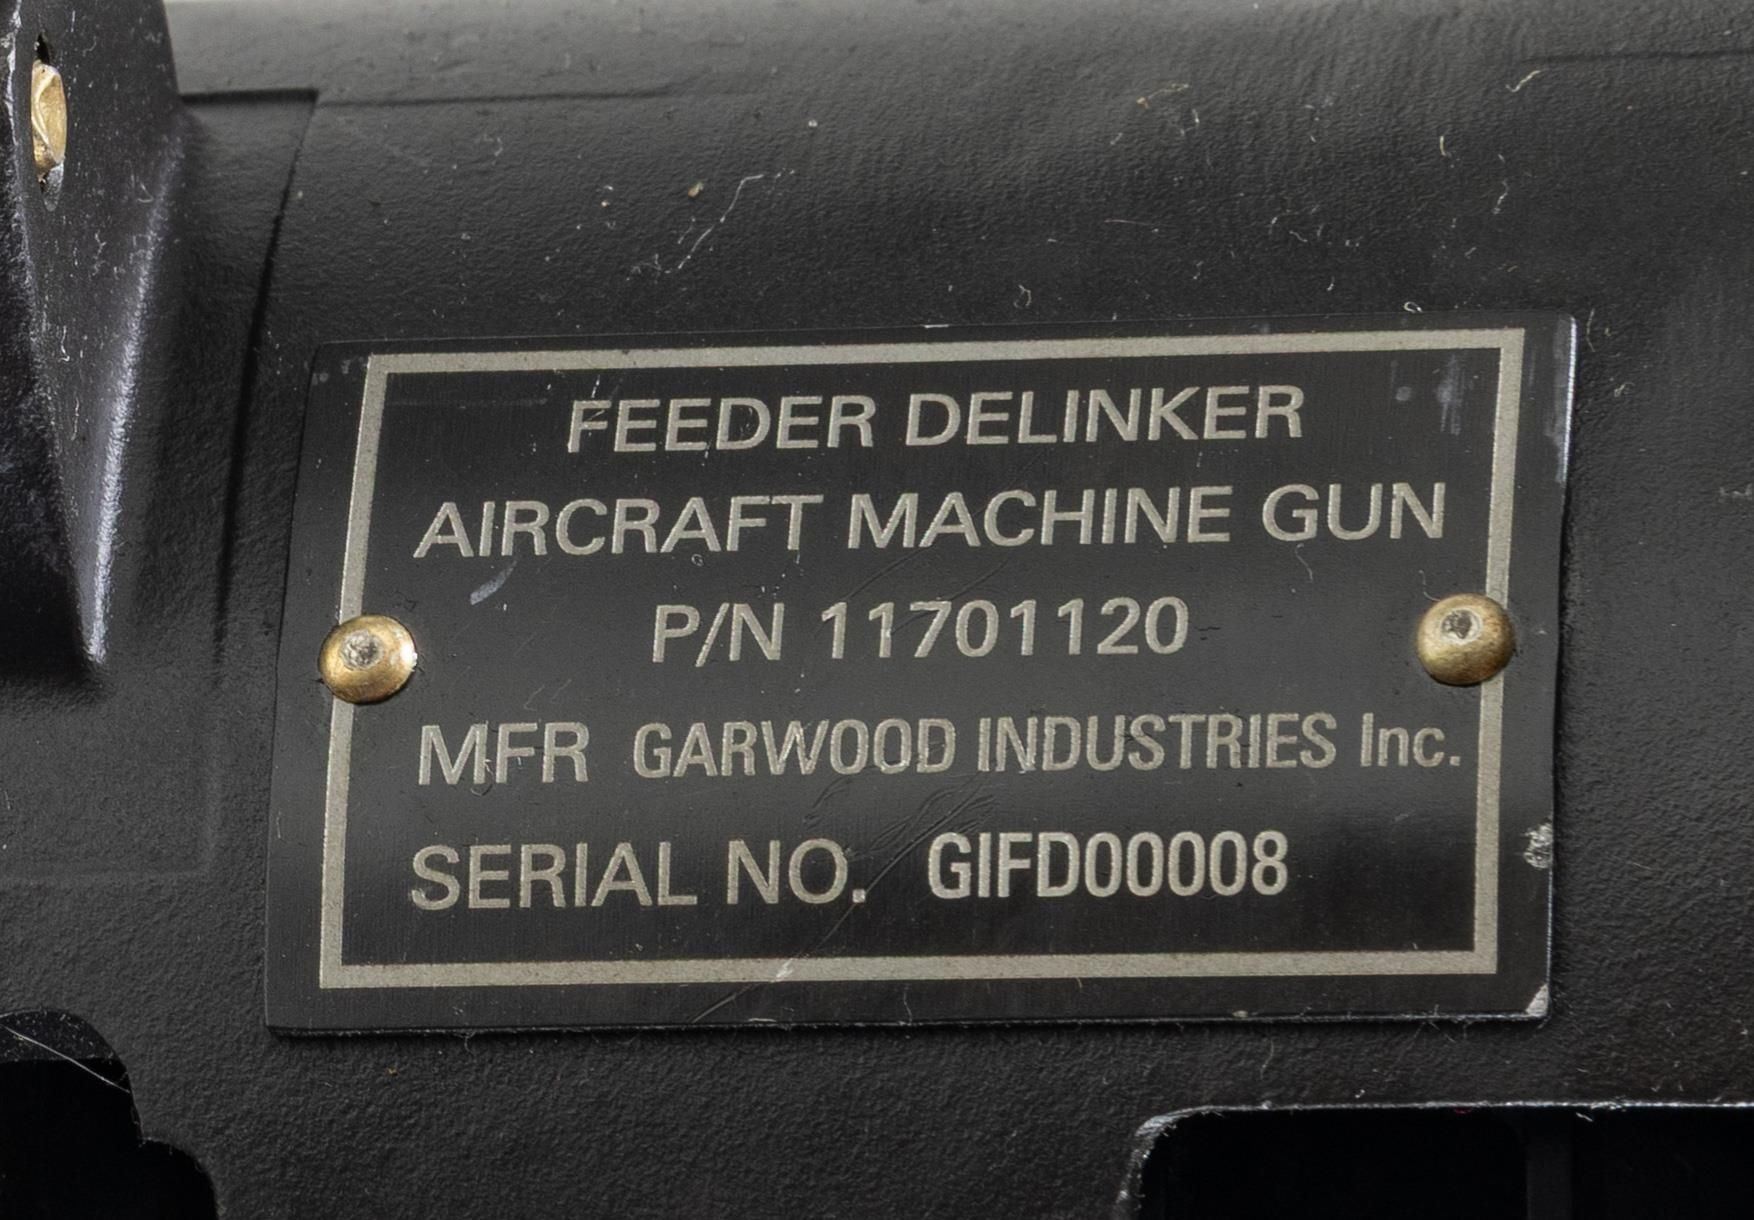 FEEDER DELINKER
AIRCRAFT MACHINE GUN
P/N 11701120
MFR GARWOOD INDUSTRIES Inc.
SERIAL NO. GIFD00008